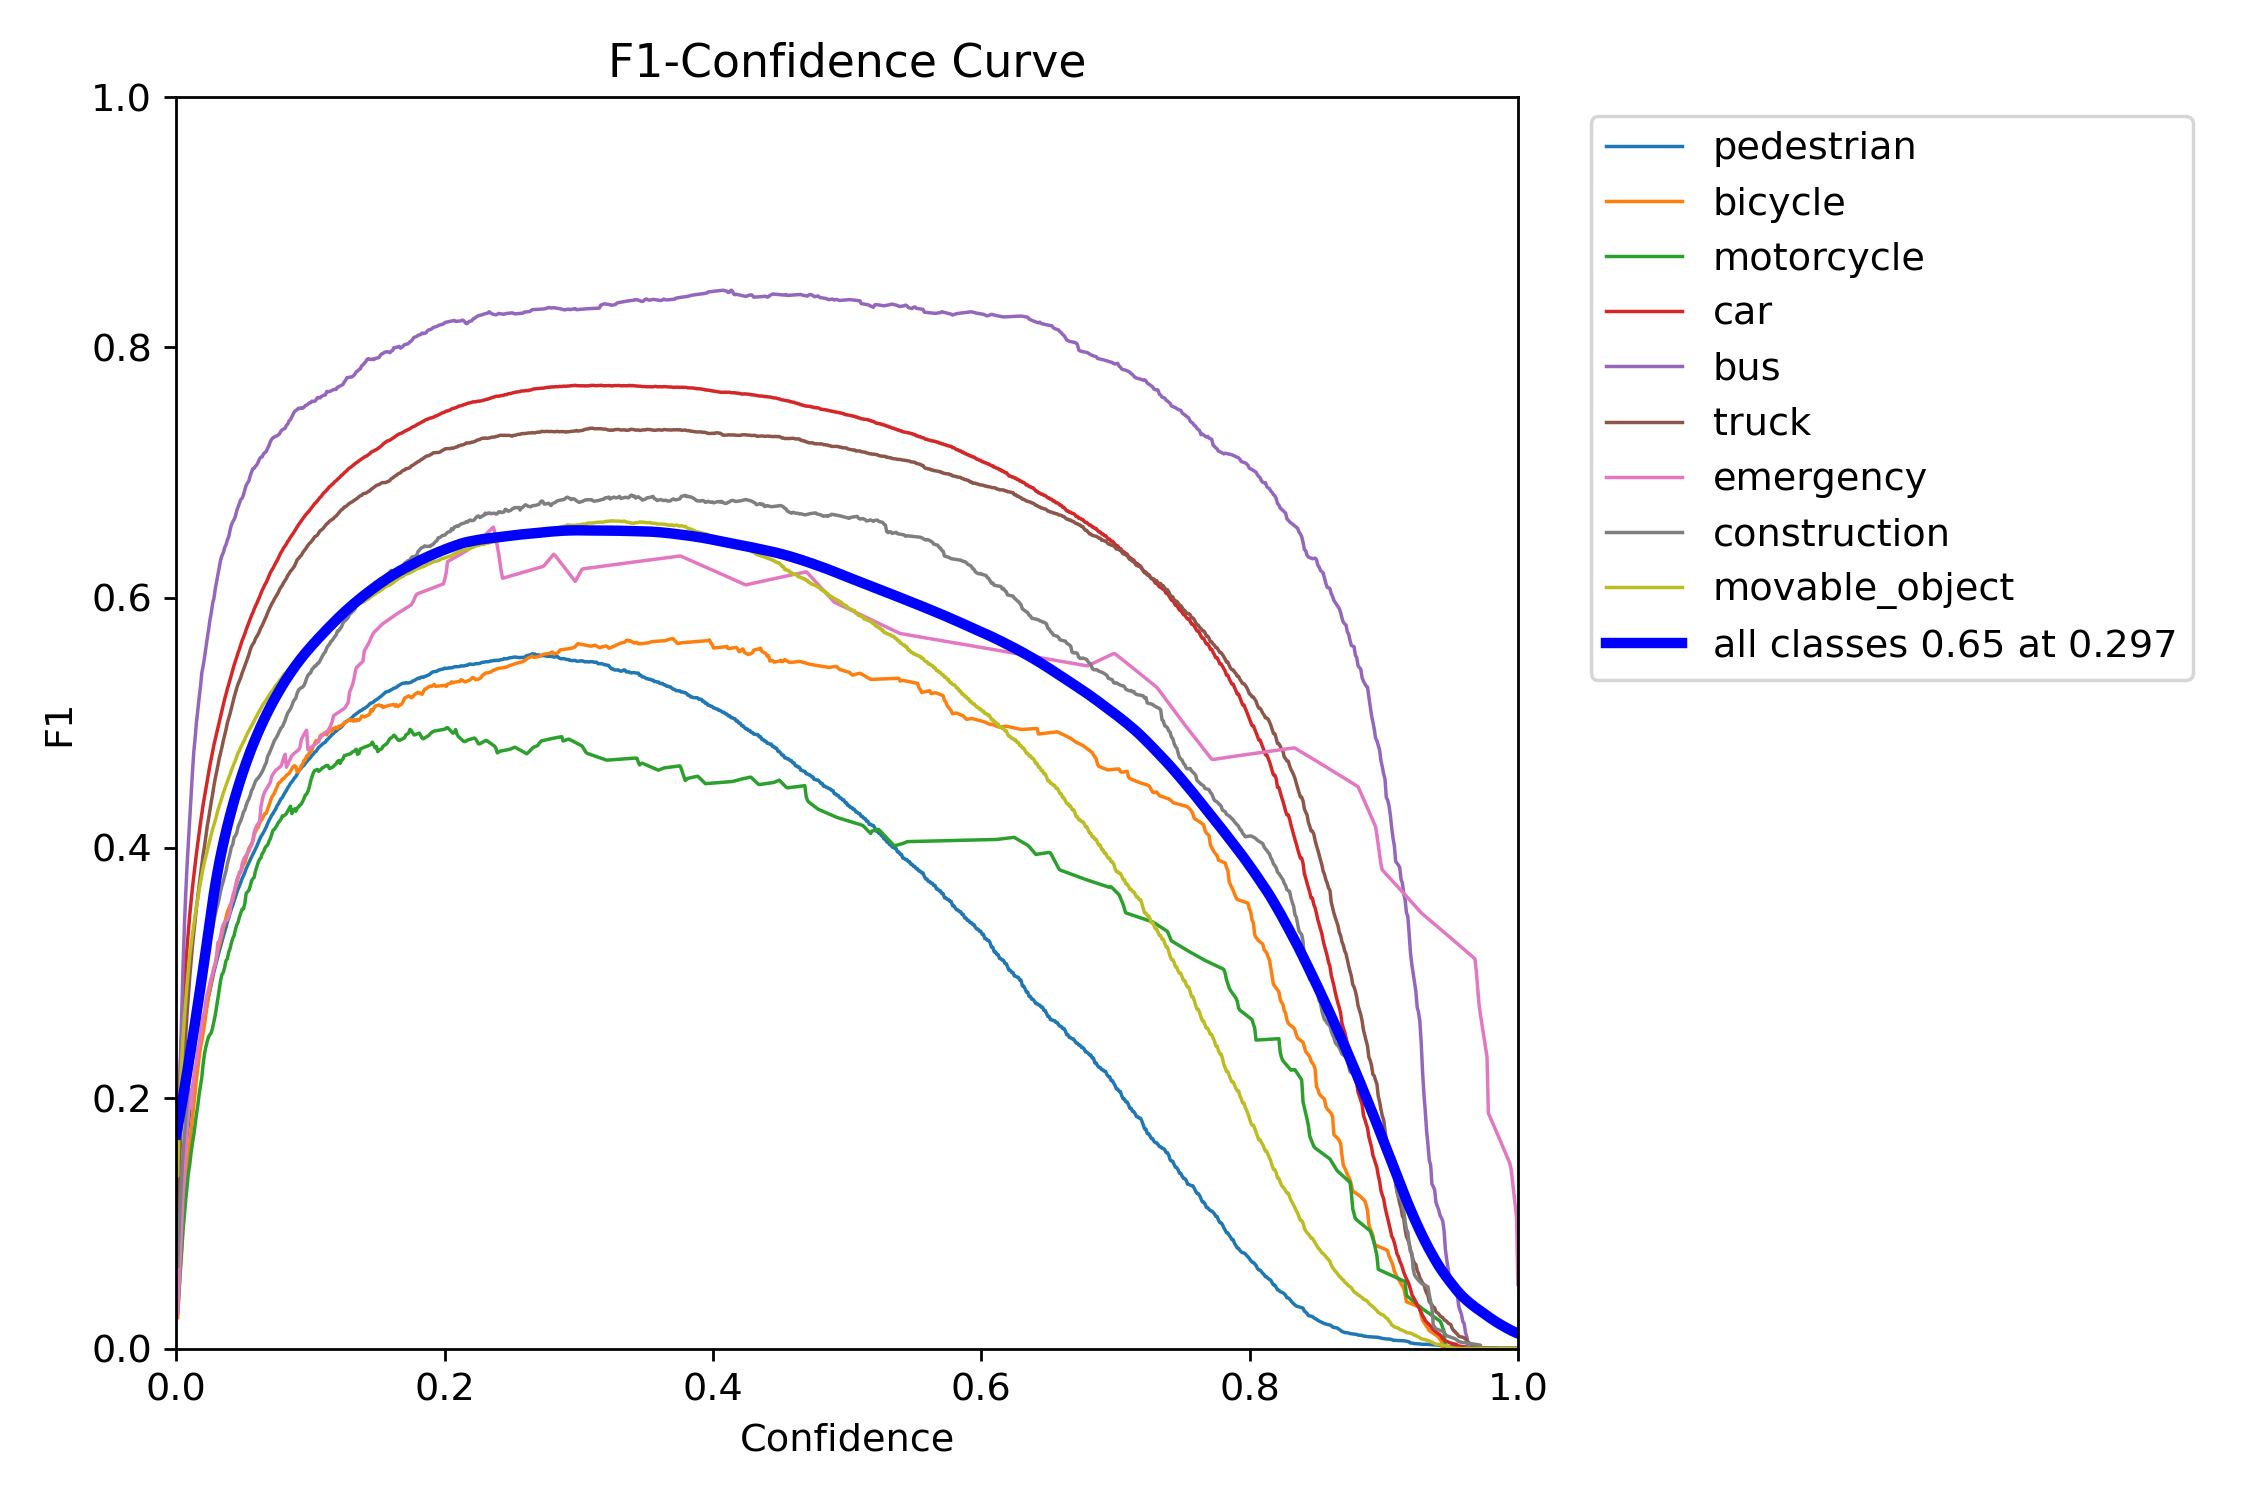 F1-Confidence Curve
1.0
0.8
0.6
0.4
0.2
0.0
F1
0.0 0.2 0.4 0.6 0.8 1.0
Confidence
pedestrian
bicycle
motorcycle
car
bus
truck
emergency
construction
movable_object
all classes 0.65 at 0.297